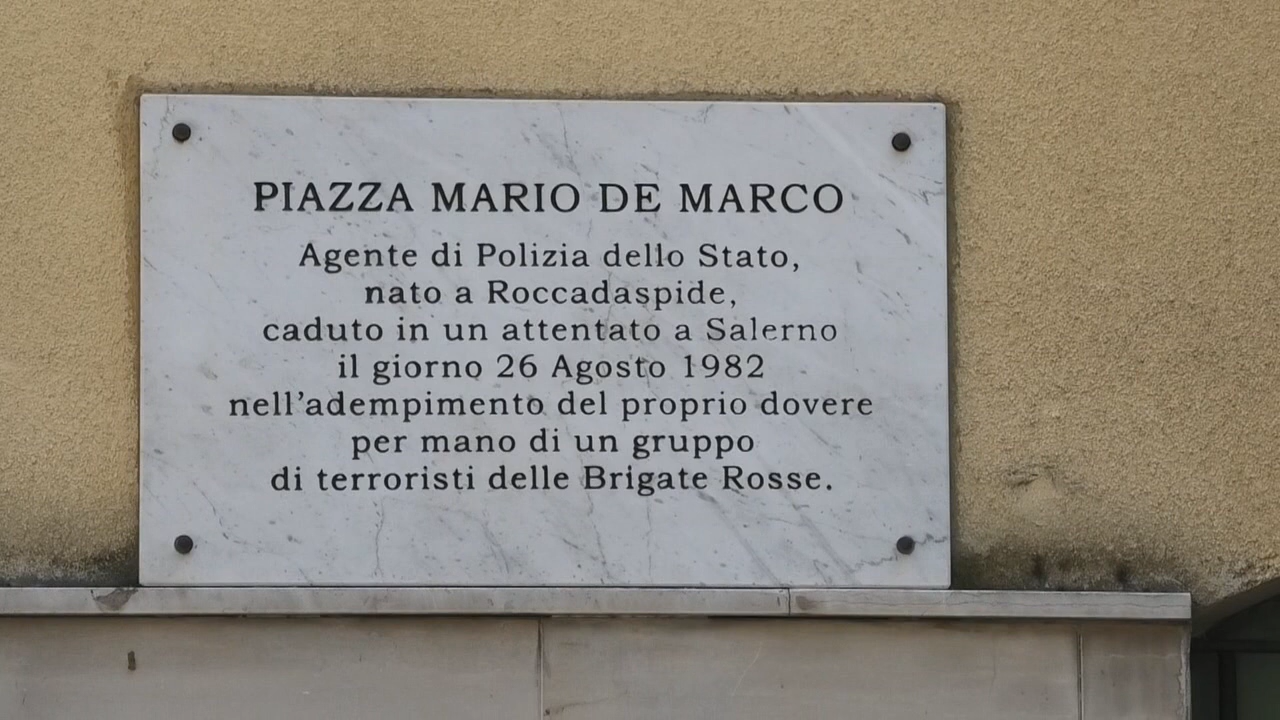 PIAZZA MARIO DE MARCO
Agente di Polizia dello Stato,
nato a Roccadaspide,
caduto in un attentato a Salerno
il giorno 26 Agosto 1982
nell'adempimento del proprio dovere
per mano di un gruppo
di terroristi delle Brigate Rosse.